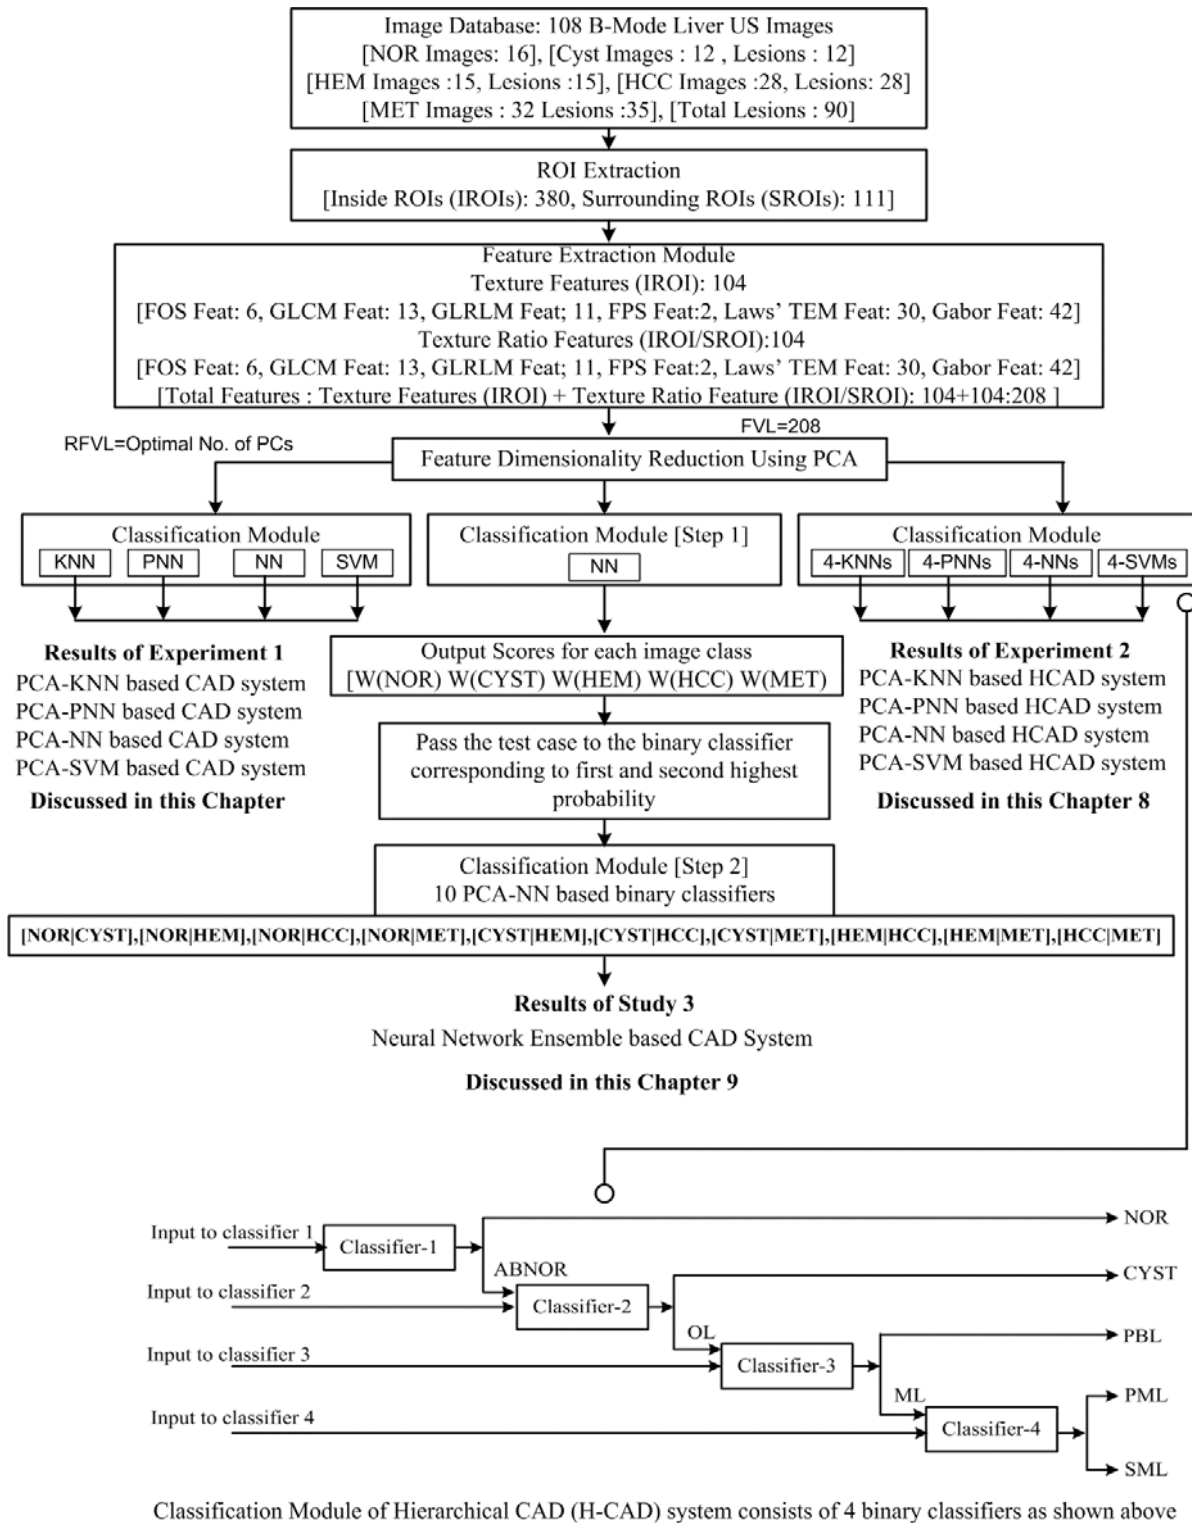 Image Database: 108 B-Mode Liver US Images
[NOR Images: 16], [Cyst Images : 12 , Lesions : 12]
[HEM Images :15, Lesions :15], [HCC Images :28, Lesions: 28]
[MET Images : 32 Lesions :35], [Total Lesions : 90]
ROI Extraction
[Inside ROIs (IROIs): 380, Surrounding ROIs (SROIs): 111]
Feature Extraction Module
Texture Features (IROI): 104
[FOS Feat: 6, GLCM Feat: 13, GLRLM Feat; 11, FPS Feat:2, Laws’ TEM Feat: 30, Gabor Feat: 42]
Texture Ratio Features (IROI/SROI):104
[FOS Feat: 6, GLCM Feat: 13, GLRLM Feat; 11, FPS Feat:2, Laws’ TEM Feat: 30, Gabor Feat: 42]
[Total Features : Texture Features (IROI) + Texture Ratio Feature (IROI/SROI): 104+104:208 ]
RFVL=Optimal No. of PCs
FVL=208
Feature Dimensionality Reduction Using PCA
Classification Module
KNN PNN NN SVM
Results of Experiment 1
PCA-KNN based CAD system
PCA-PNN based CAD system
PCA-NN based CAD system
PCA-SVM based CAD system
Discussed in this Chapter
Classification Module [Step 1]
NN
Output Scores for each image class
[W(NOR) W(CYST) W(HEM) W(HCC) W(MET)
Pass the test case to the binary classifier
corresponding to first and second highest
probability
Classification Module [Step 2]
10 PCA-NN based binary classifiers
[NOR|CYST],[NOR|HEM],[NOR|HCC],[NOR|MET],[CYST|HEM],[CYST|HCC],[CYST|MET],[HEM|HCC],[HEM|MET],[HCC|MET]
Results of Study 3
Neural Network Ensemble based CAD System
Discussed in this Chapter 9
Classification Module
4-KNNs 4-PNNs 4-NNs 4-SVMs
Results of Experiment 2
PCA-KNN based HCAD system
PCA-PNN based HCAD system
PCA-NN based HCAD system
PCA-SVM based HCAD system
Discussed in this Chapter 8
Input to classifier 1
Classifier-1
NOR
ABNOR
Input to classifier 2
Classifier-2
CYST
OL
Input to classifier 3
Classifier-3
PBL
ML
Input to classifier 4
Classifier-4
PML
SML
Classification Module of Hierarchical CAD (H-CAD) system consists of 4 binary classifiers as shown above